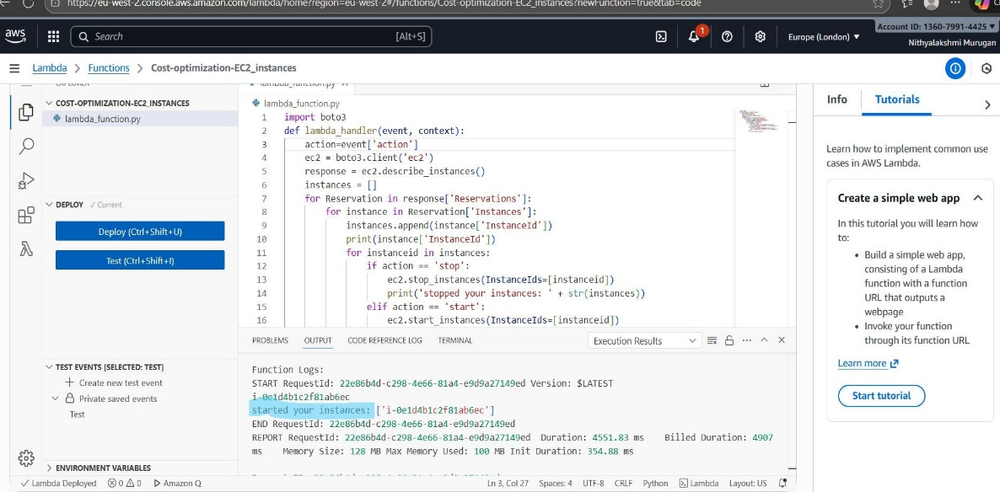 https://eu-west-2.console.aws.amazon.com/lambda/home?region=eu-west-2#/functions/Cost-optimization-EC2_instances?newFunction=true&tab=code
aws
Search
[Alt+S]
1
Europe (London) ▼
Account ID: 1360-7991-4425 ▼
Nithyalakshmi Murugan
Lambda > Functions > Cost-optimization-EC2_instances
EXPLORER
COST-OPTIMIZATION-EC2_INSTANCES
lambda_function.py
DEPLOY ✓ Current
Deploy (Ctrl+Shift+U)
Test (Ctrl+Shift+I)
TEST EVENTS [SELECTED: TEST]
Create new test event
Private saved events
Test
ENVIRONMENT VARIABLES
lambda_function.py
lambda_function.py
1 import boto3
2 def lambda_handler(event, context):
3 action=event['action']
4 ec2 = boto3.client('ec2')
5 response = ec2.describe_instances()
6 instances = []
7 for Reservation in response['Reservations']:
8 for instance in Reservation['Instances']:
9 instances.append(instance['InstanceId'])
10 print(instance['InstanceId'])
11 for instanceid in instances:
12 if action == 'stop':
13 ec2.stop_instances(InstanceIds=[instanceid])
14 print('stopped your instances: ' + str(instances))
15 elif action == 'start':
16 ec2.start_instances(InstanceIds=[instanceid])
PROBLEMS OUTPUT CODE REFERENCE LOG TERMINAL
Execution Results
Function Logs:
START RequestId: 22e86b4d-c298-4e66-81a4-e9d9a27149ed Version: $LATEST
i-0e1d4b1c2f81ab6ec
started your instances: ['i-0e1d4b1c2f81ab6ec']
END RequestId: 22e86b4d-c298-4e66-81a4-e9d9a27149ed
REPORT RequestId: 22e86b4d-c298-4e66-81a4-e9d9a27149ed Duration: 4551.83 ms Billed Duration: 4907
ms Memory Size: 128 MB Max Memory Used: 100 MB Init Duration: 354.88 ms
Info
Tutorials
Learn how to implement common use
cases in AWS Lambda.
Create a simple web app
In this tutorial you will learn how
to:
• Build a simple web app,
consisting of a Lambda
function with a function
URL that outputs a
webpage
• Invoke your function
through its function URL
Learn more
Start tutorial
Lambda Deployed
0 0
Amazon Q
Ln 3, Col 27 Spaces: 4 UTF-8 CRLF Python Lambda Layout: US